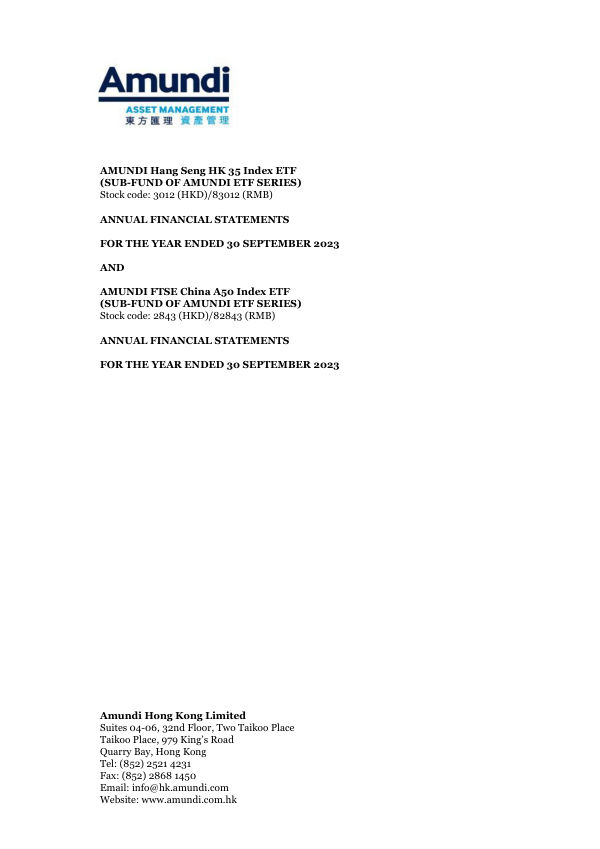 Amundi
ASSET MANAGEMENT
東方匯理 資產管理
AMUNDI Hang Seng HK 35 Index ETF
(SUB-FUND OF AMUNDI ETF SERIES)
Stock code: 3012 (HKD)/83012 (RMB)
ANNUAL FINANCIAL STATEMENTS
FOR THE YEAR ENDED 30 SEPTEMBER 2023
AND
AMUNDI FTSE China A50 Index ETF
(SUB-FUND OF AMUNDI ETF SERIES)
Stock code: 2843 (HKD)/82843 (RMB)
ANNUAL FINANCIAL STATEMENTS
FOR THE YEAR ENDED 30 SEPTEMBER 2023
Amundi Hong Kong Limited
Suites 04-06, 32nd Floor, Two Taikoo Place
Taikoo Place, 979 King's Road
Quarry Bay, Hong Kong
Tel: (852) 2521 4231
Fax: (852) 2868 1450
Email: info@hk.amundi.com
Website: www.amundi.com.hk